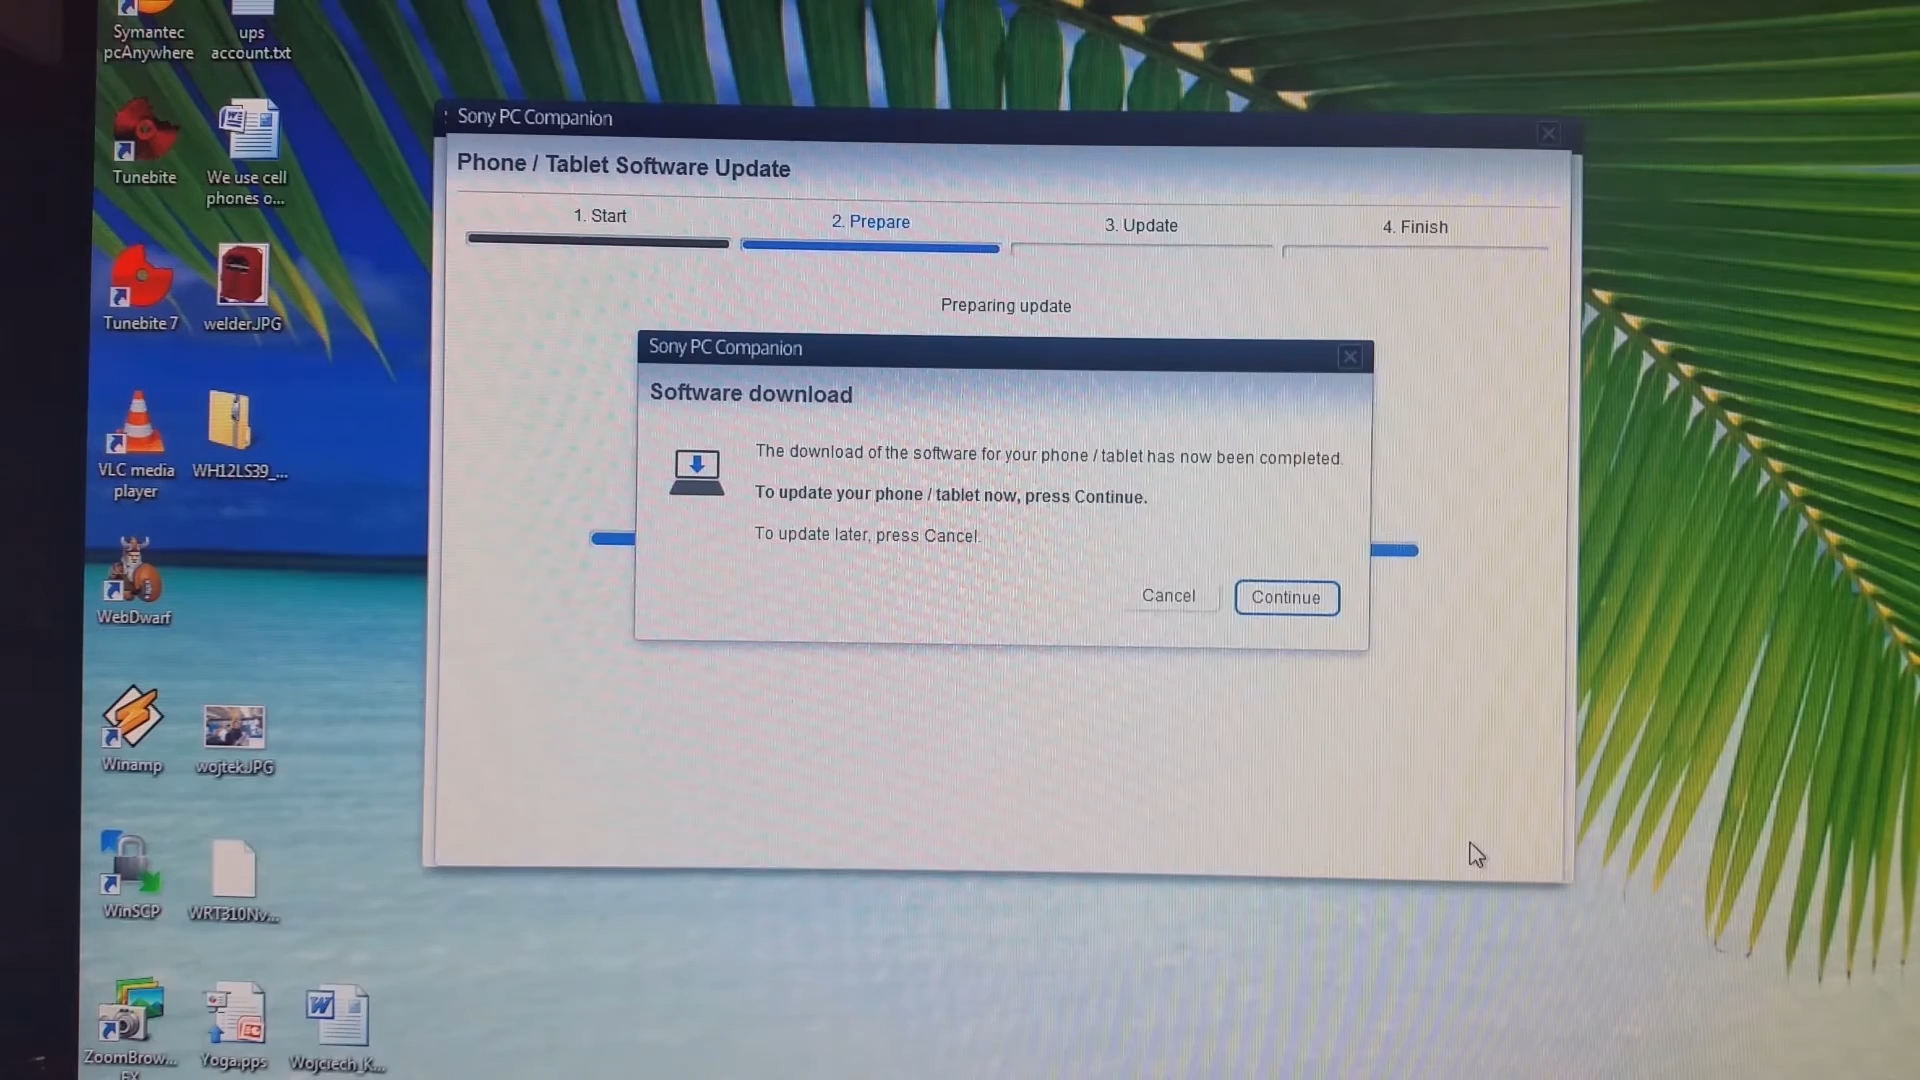 Symantec
pcAnywhere
ups
account.txt
Tunebite
We use cell
phones o...
Tunebite 7
welder.JPG
VLC media
player
WH12LS39_...
WebDwarf
Winamp
wojtek.JPG
WinSCP
WRT310Nv...
ZoomBrow...
EX
Yoga.pps
Wojciech_K...
Sony PC Companion
Phone / Tablet Software Update
1. Start
2. Prepare
3. Update
4. Finish
Preparing update
Sony PC Companion
Software download
The download of the software for your phone / tablet has now been completed.
To update your phone / tablet now, press Continue.
To update later, press Cancel.
Cancel
Continue